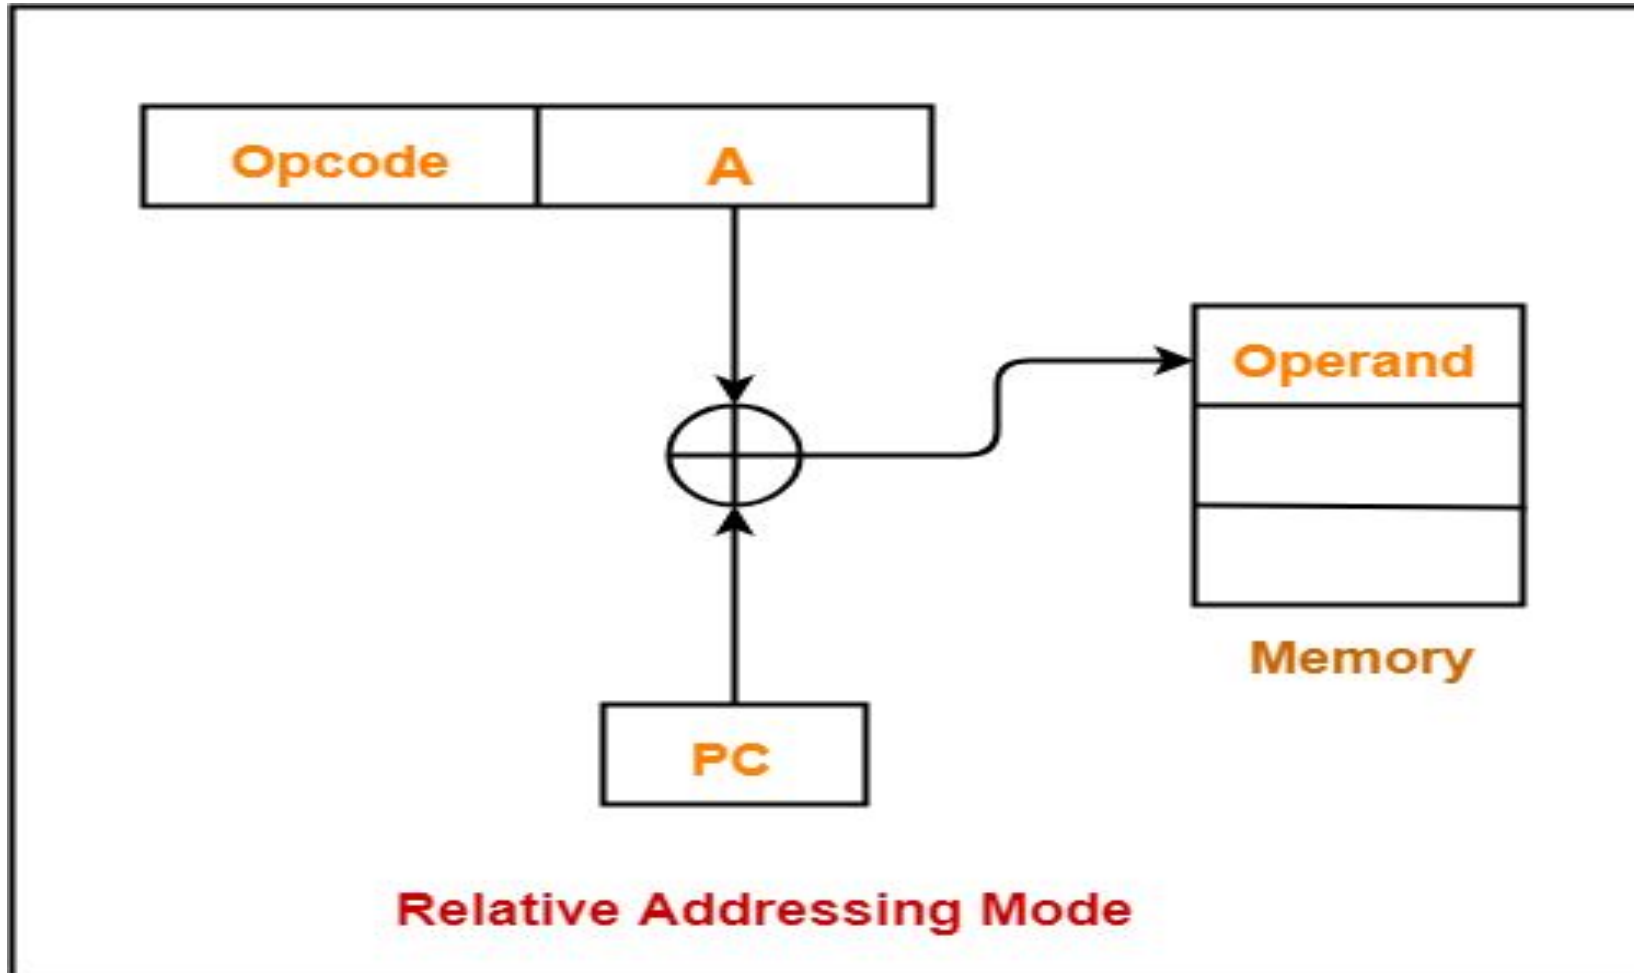 Opcode
A
Operand
Memory
PC
Relative Addressing Mode